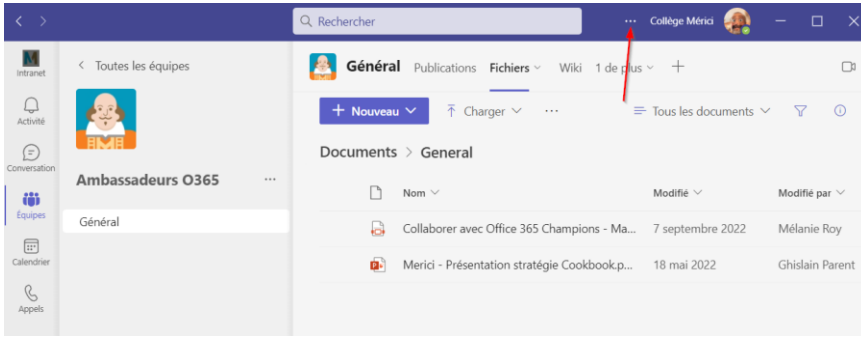 Rechercher
Collège Mérici
Intranet
Activité
Conversation
Équipes
Calendrier
Appels
Toutes les équipes
Ambassadeurs O365
Général
Général Publications Fichiers Wiki 1 de plus
Nouveau Charger Tous les documents
Documents > General
Nom Modifié Modifié par
Collaborer avec Office 365 Champions - Ma... 7 septembre 2022 Mélanie Roy
Merici - Présentation stratégie Cookbook.p... 18 mai 2022 Ghislain Parent